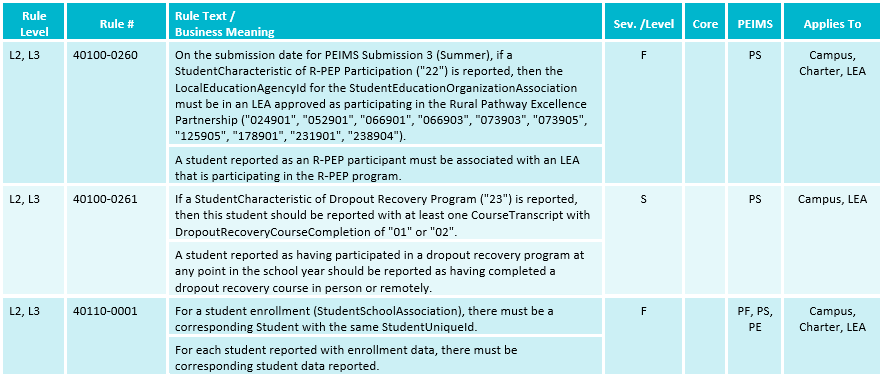 Rule Level Rule # Rule Text / Business Meaning Sev. /Level Core PEIMS Applies To
L2, L3 40100-0260 On the submission date for PEIMS Submission 3 (Summer), if a F PS Campus,
StudentCharacteristic of R-PEP Participation ("22") is reported, then the Charter, LEA
LocalEducationAgencyId for the StudentEducationOrganizationAssociation
must be in an LEA approved as participating in the Rural Pathway Excellence
Partnership ("024901", "052901", "066901", "066903", "073903", "073905",
"125905", "178901", "231901", "238904").
A student reported as an R-PEP participant must be associated with an LEA
that is participating in the R-PEP program.
L2, L3 40100-0261 If a StudentCharacteristic of Dropout Recovery Program ("23") is reported, S PS Campus, LEA
then this student should be reported with at least one CourseTranscript with
DropoutRecoveryCourseCompletion of "01" or "02".
A student reported as having participated in a dropout recovery program at
any point in the school year should be reported as having completed a
dropout recovery course in person or remotely.
L2, L3 40110-0001 For a student enrollment (StudentSchoolAssociation), there must be a F PF, PS, Campus,
corresponding Student with the same StudentUniqueId. PE Charter, LEA
For each student reported with enrollment data, there must be
corresponding student data reported.